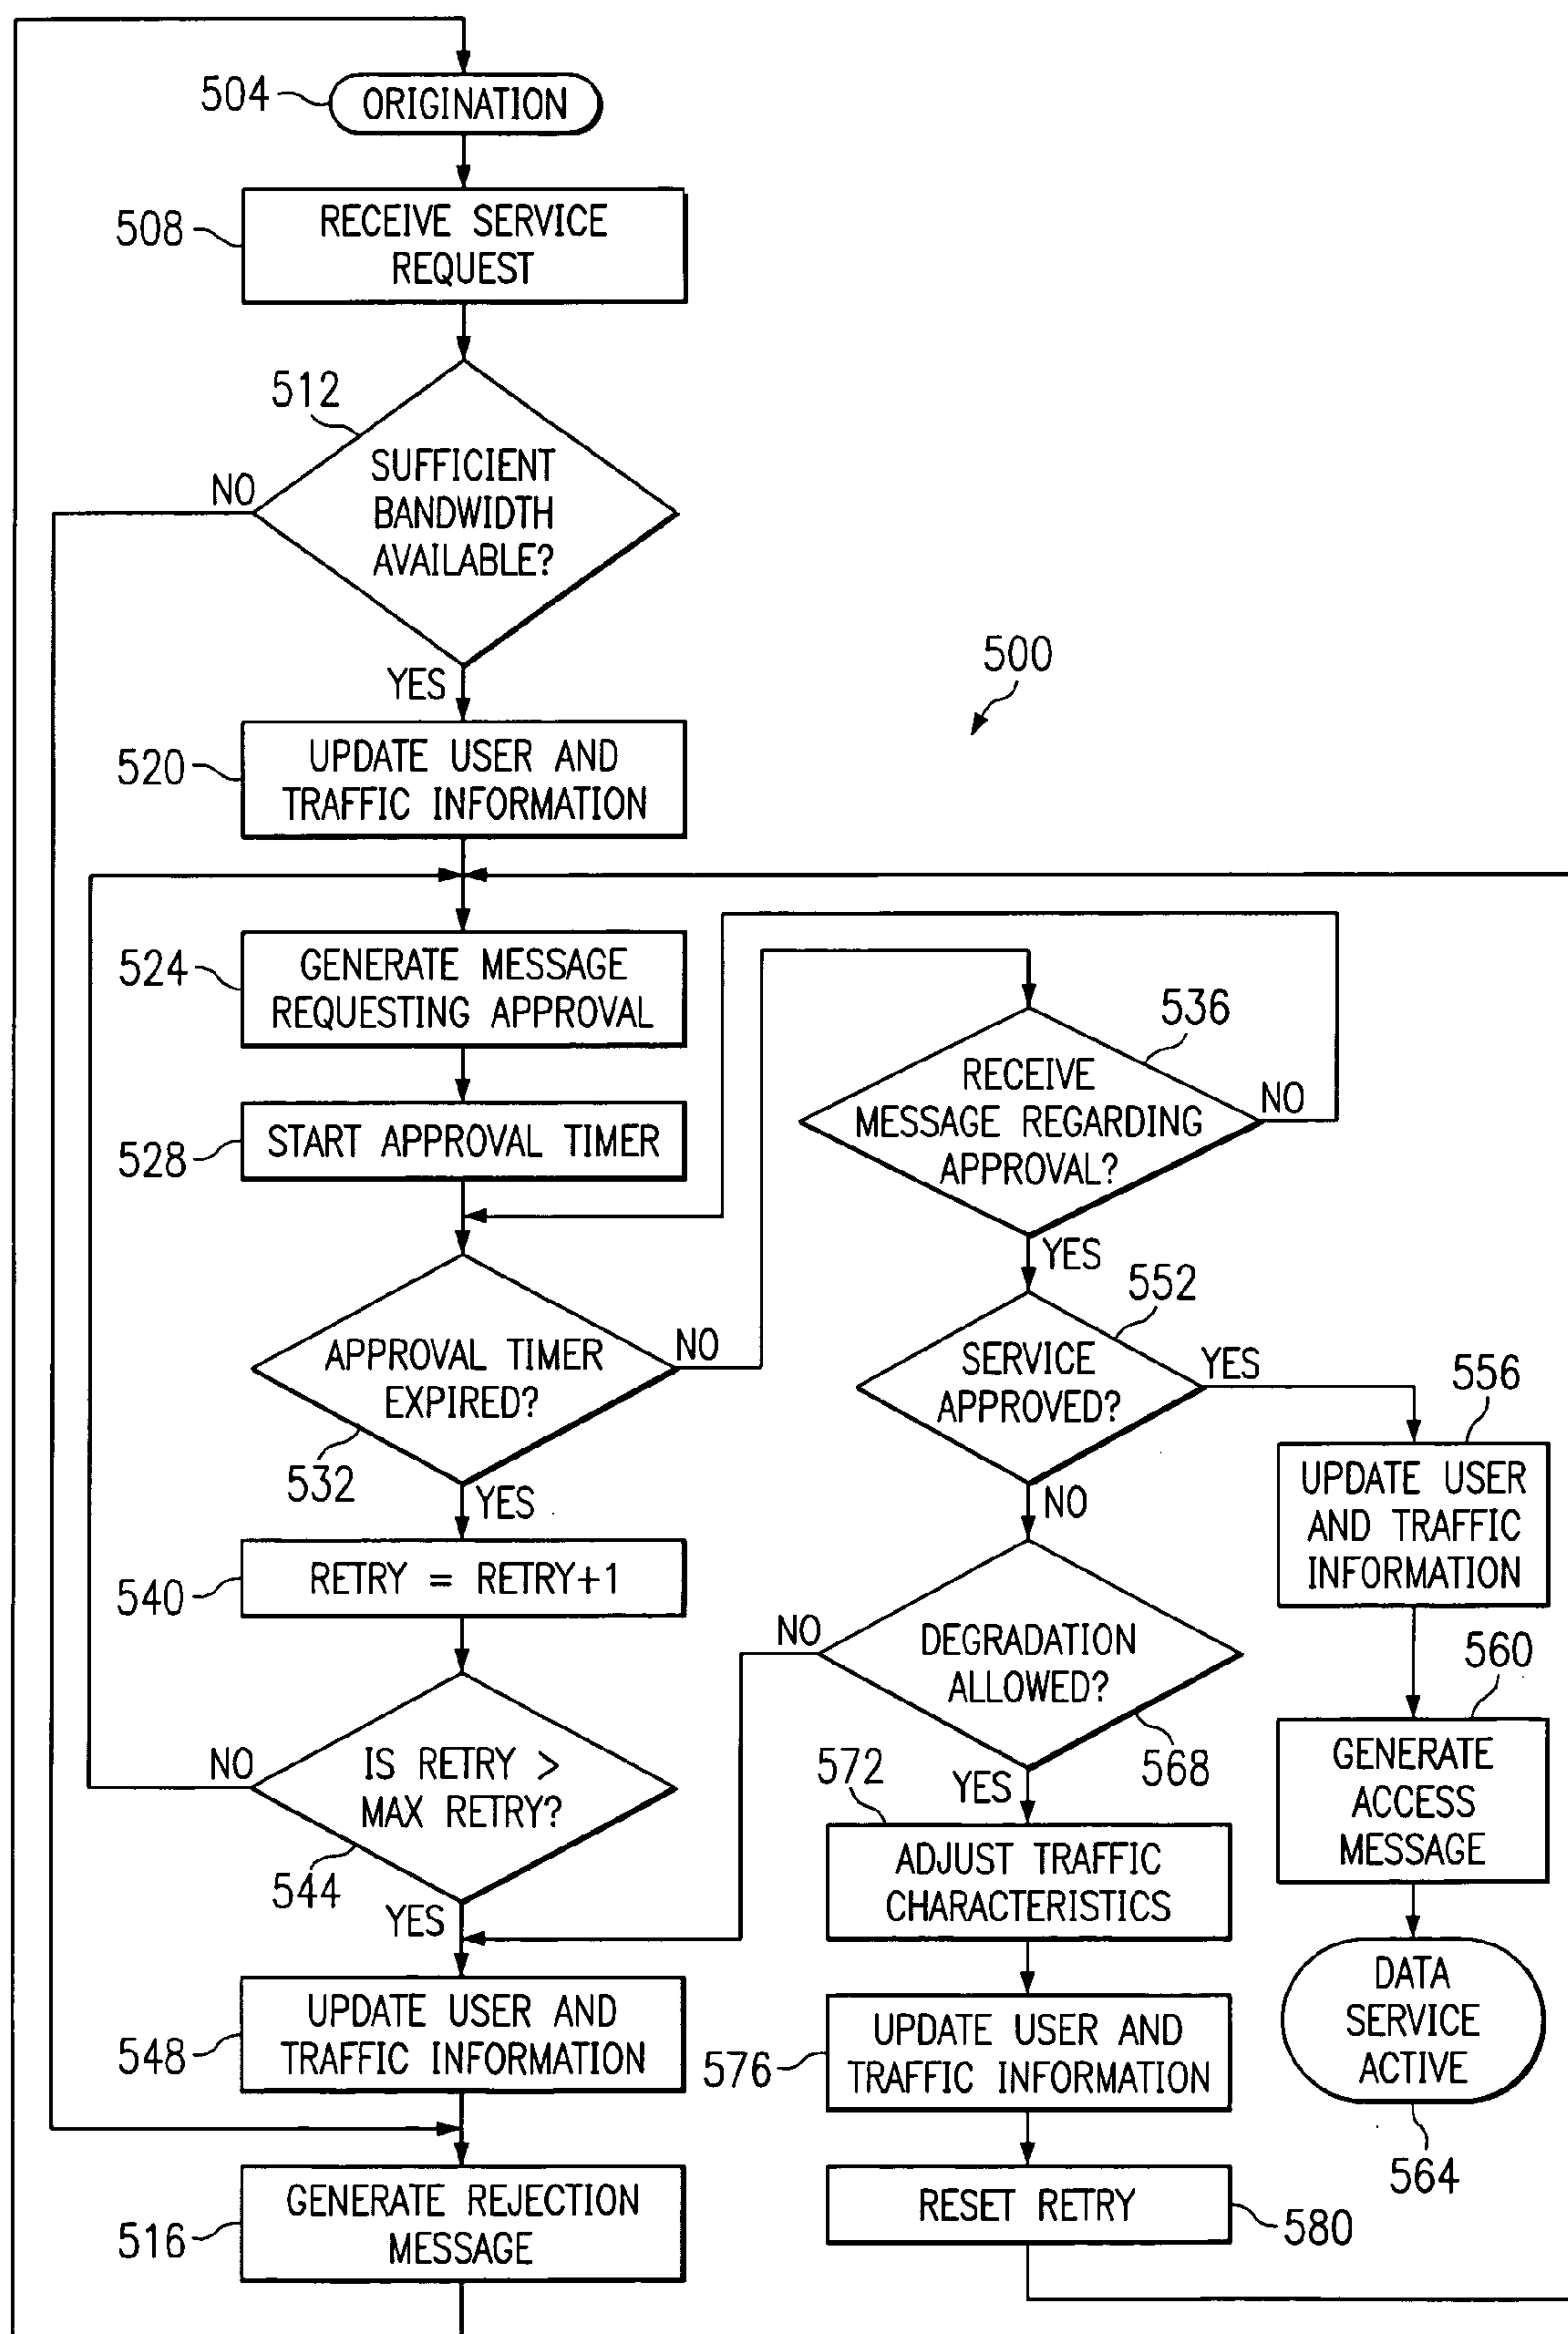 504
ORIGINATION
508
RECEIVE SERVICE
REQUEST
512
SUFFICIENT
BANDWIDTH
AVAILABLE?
NO
YES
500
520
UPDATE USER AND
TRAFFIC INFORMATION
524
GENERATE MESSAGE
REQUESTING APPROVAL
528
START APPROVAL TIMER
APPROVAL TIMER
EXPIRED?
532
NO
YES
536
RECEIVE
MESSAGE REGARDING
APPROVAL?
NO
YES
552
SERVICE
APPROVED?
YES
NO
556
UPDATE USER
AND TRAFFIC
INFORMATION
560
GENERATE
ACCESS
MESSAGE
DATA
SERVICE
ACTIVE
564
540
RETRY = RETRY+1
IS RETRY >
MAX RETRY?
544
NO
YES
DEGRADATION
ALLOWED?
568
NO
YES
572
ADJUST TRAFFIC
CHARACTERISTICS
548
UPDATE USER AND
TRAFFIC INFORMATION
576
UPDATE USER AND
TRAFFIC INFORMATION
516
GENERATE REJECTION
MESSAGE
RESET RETRY
580